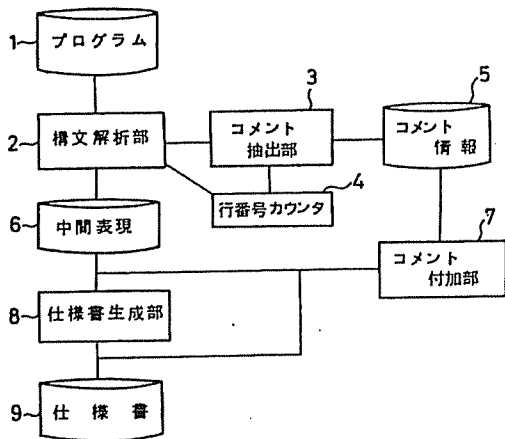 1 プログラム
2 構文解析部
3
コメント
抽出部
4
行番号カウンタ
5
コメント
情報
6 中間表現
7
コメント
付加部
8 仕様書生成部
9 仕様書